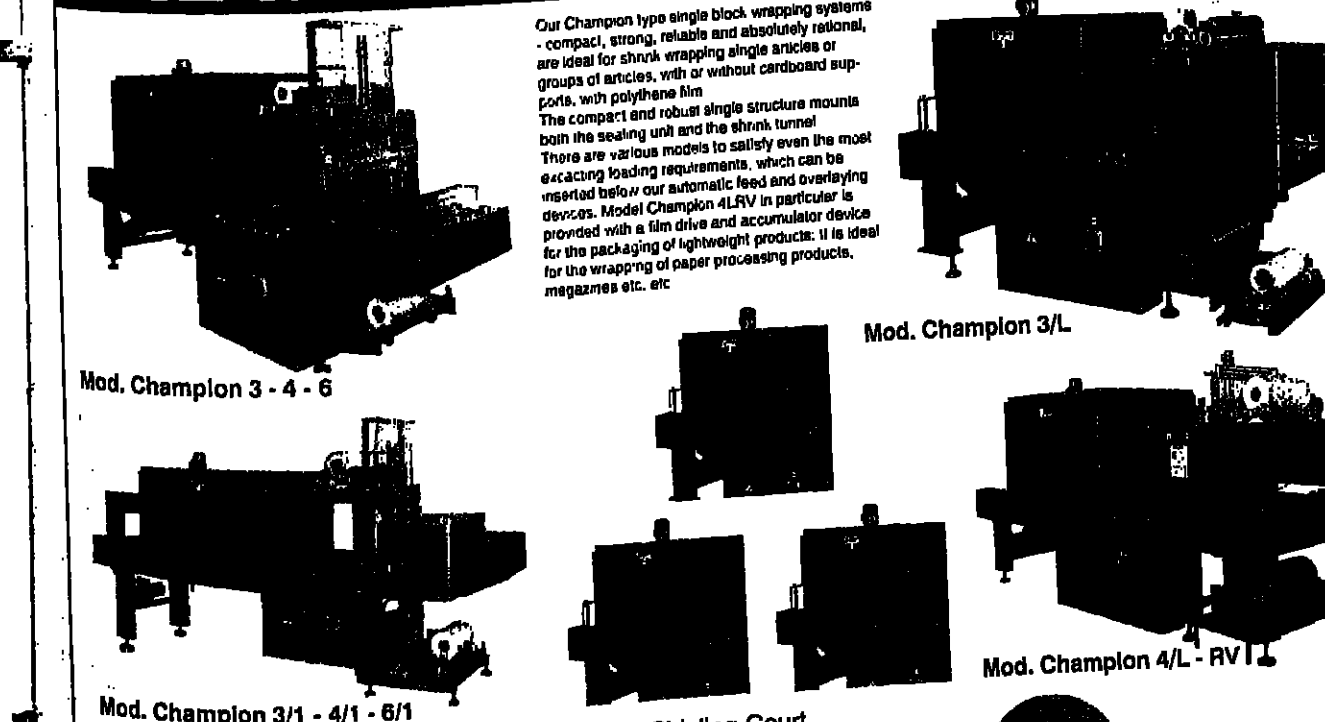 Our Champion type single block wrapping systems
- compact, strong, reliable and absolutely rational,
are ideal for shrink wrapping single articles or
groups of articles, with or without cardboard sup-
ports, with polythene film
The compact and robust single structure mounts
both the sealing unit and the shrink tunnel
There are various models to satisfy even the most
excacting loading requirements, which can be
inserted below our automatic feed and overlaying
devices. Model Champion 4LRV in particular is
provided with a film drive and accumulator device
for the packaging of lightweight products: it is ideal
for the wrapping of paper processing products,
magazines etc. etc
Mod. Champion 3/L
Mod. Champion 3 - 4 - 6
Mod. Champion 4/L - RV
Mod. Champion 3/1 - 4/1 - 6/1
Court